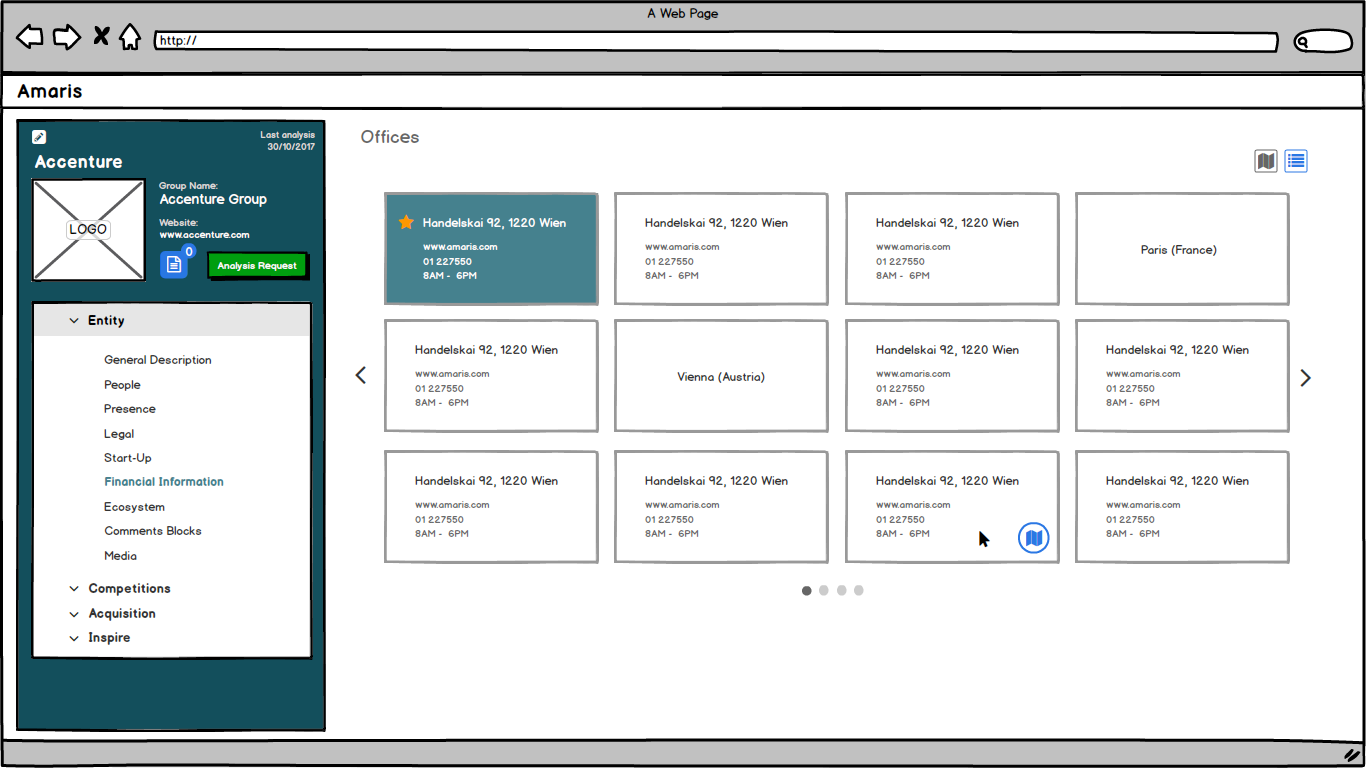 A Web Page
http://
Amaris
Last analysis
30/10/2017
Accenture
LOGO
Group Name:
Accenture Group
Website:
www.accenture.com
0
Analysis Request
Entity
General Description
People
Presence
Legal
Start-Up
Financial Information
Ecosystem
Comments Blocks
Media
Competitions
Acquisition
Inspire
Offices
Handelskai 92, 1220 Wien
www.amaris.com
01 227550
8AM - 6PM
Handelskai 92, 1220 Wien
www.amaris.com
01 227550
8AM - 6PM
Handelskai 92, 1220 Wien
www.amaris.com
01 227550
8AM - 6PM
Paris (France)
Handelskai 92, 1220 Wien
www.amaris.com
01 227550
8AM - 6PM
Vienna (Austria)
Handelskai 92, 1220 Wien
www.amaris.com
01 227550
8AM - 6PM
Handelskai 92, 1220 Wien
www.amaris.com
01 227550
8AM - 6PM
Handelskai 92, 1220 Wien
www.amaris.com
01 227550
8AM - 6PM
Handelskai 92, 1220 Wien
www.amaris.com
01 227550
8AM - 6PM
Handelskai 92, 1220 Wien
www.amaris.com
01 227550
8AM - 6PM
Handelskai 92, 1220 Wien
www.amaris.com
01 227550
8AM - 6PM